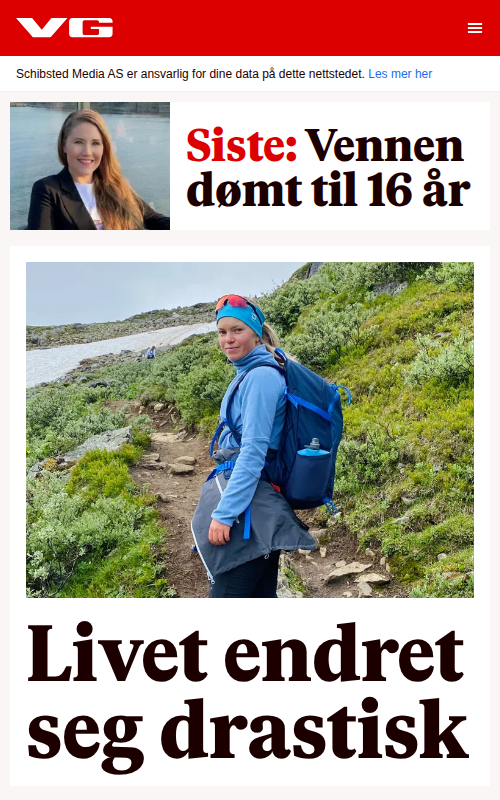 VG
Schibsted Media AS er ansvarlig for dine data på dette nettstedet. Les mer her
Siste: Vennen
dømt til 16 år
Livet endret
seg drastisk